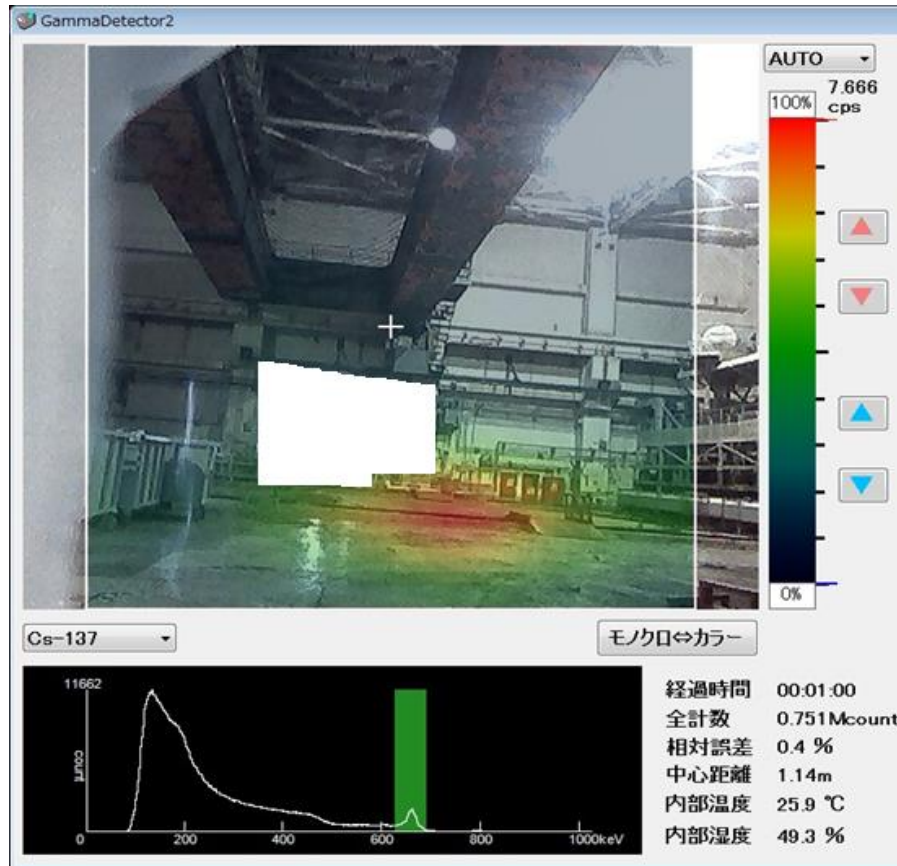 GammaDetector2
AUTO
7.666
cps
100%
0%
Cs-137
モノクロ⇔カラー
11662
count
0
200
400
600
800
1000keV
経過時間 00:01:00
全計数 0.751Mcount
相対誤差 0.4 %
中心距離 1.14m
内部温度 25.9 ℃
内部湿度 49.3 %